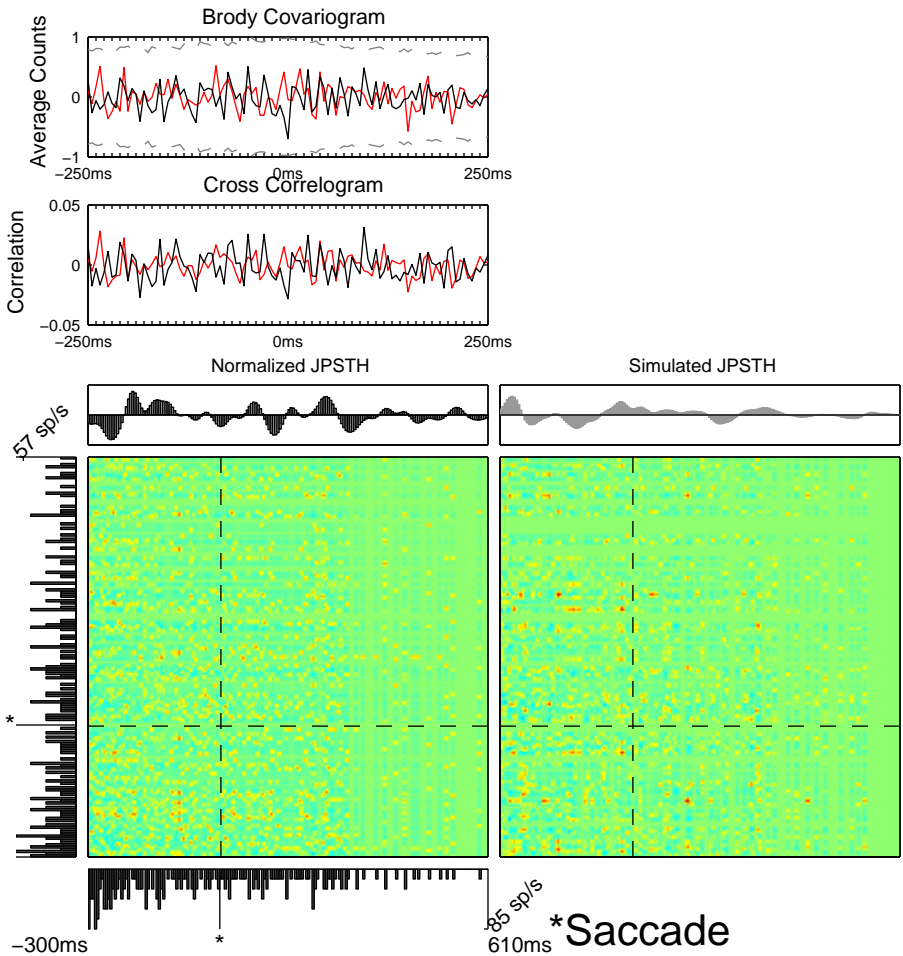 Brody Covariogram
Average Counts
1
0
−1
−250ms
0ms
250ms
Cross Correlogram
Correlation
0.05
0
−0.05
−250ms
0ms
250ms
Normalized JPSTH
Simulated JPSTH
57 sp/s
*
85 sp/s
−300ms
*
610ms
*Saccade